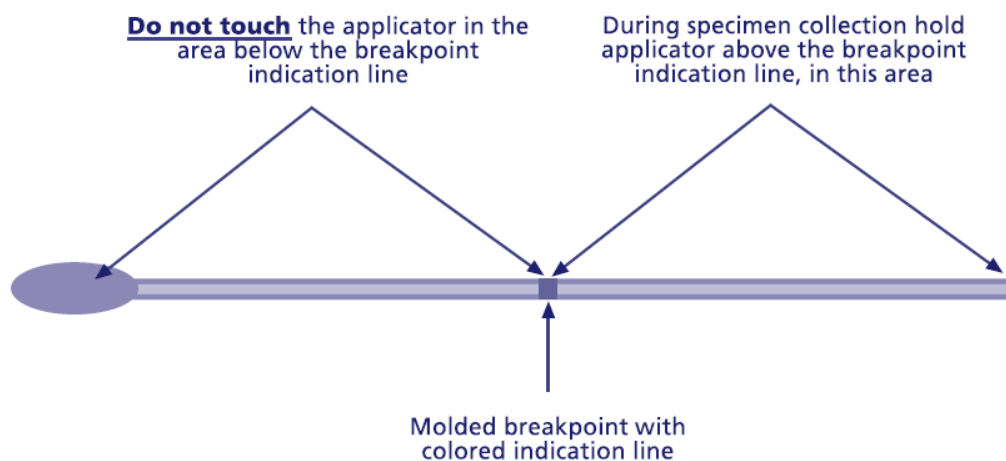 Do not touch the applicator in the
area below the breakpoint
indication line
During specimen collection hold
applicator above the breakpoint
indication line, in this area
Molded breakpoint with
colored indication line